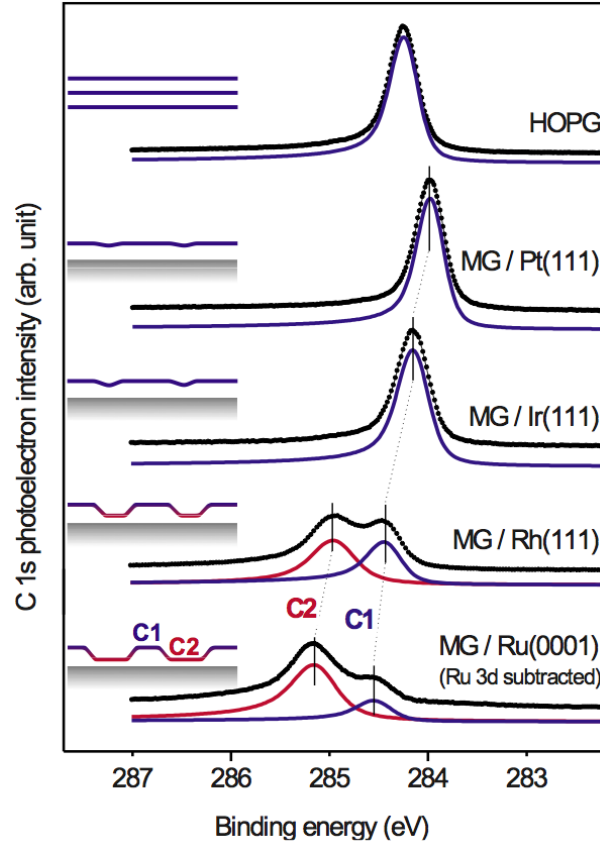 HOPG
MG / Pt(111)
MG / Ir(111)
MG / Rh(111)
C2
C1
C1
C2
MG / Ru(0001)
(Ru 3d subtracted)
C 1s photoelectron intensity (arb. unit)
287 286 285 284 283
Binding energy (eV)